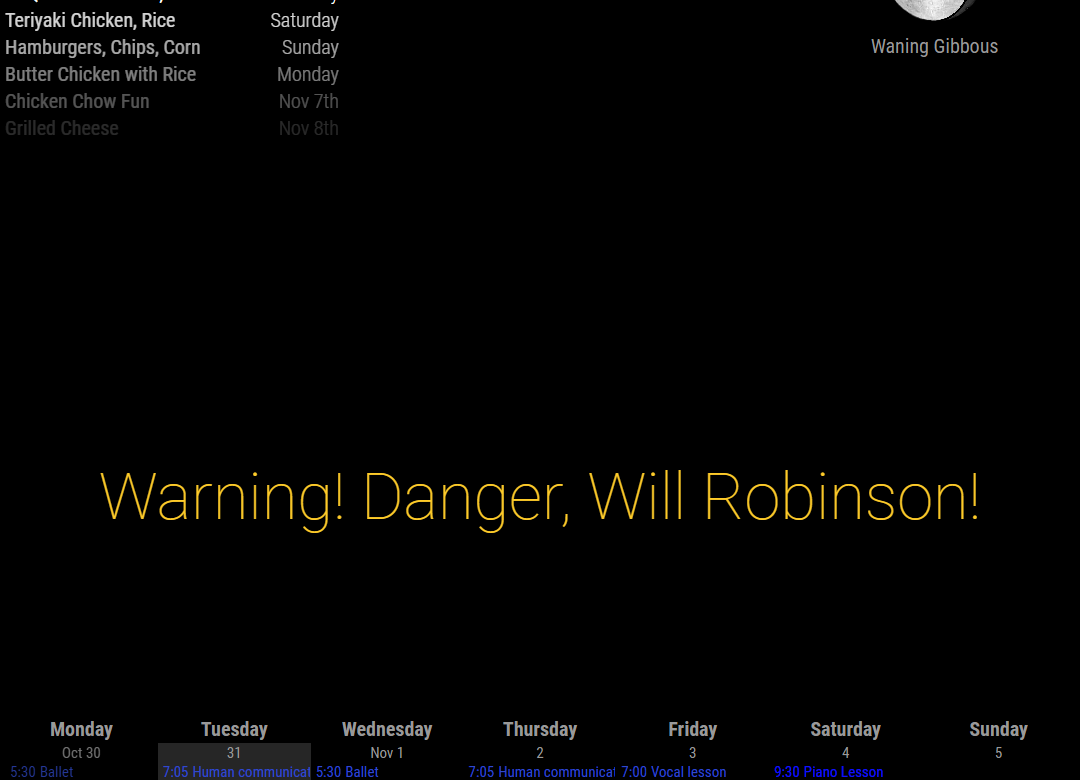 Teriyaki Chicken, Rice Saturday
Hamburgers, Chips, Corn Sunday
Butter Chicken with Rice Monday
Chicken Chow Fun Nov 7th
Grilled Cheese Nov 8th
Waning Gibbous
Warning! Danger, Will Robinson!
Monday Tuesday Wednesday Thursday Friday Saturday Sunday
Oct 30 31 Nov 1 2 3 4 5
5:30 Ballet 7:05 Human communicat 5:30 Ballet 7:05 Human communicat 7:00 Vocal lesson 9:30 Piano Lesson